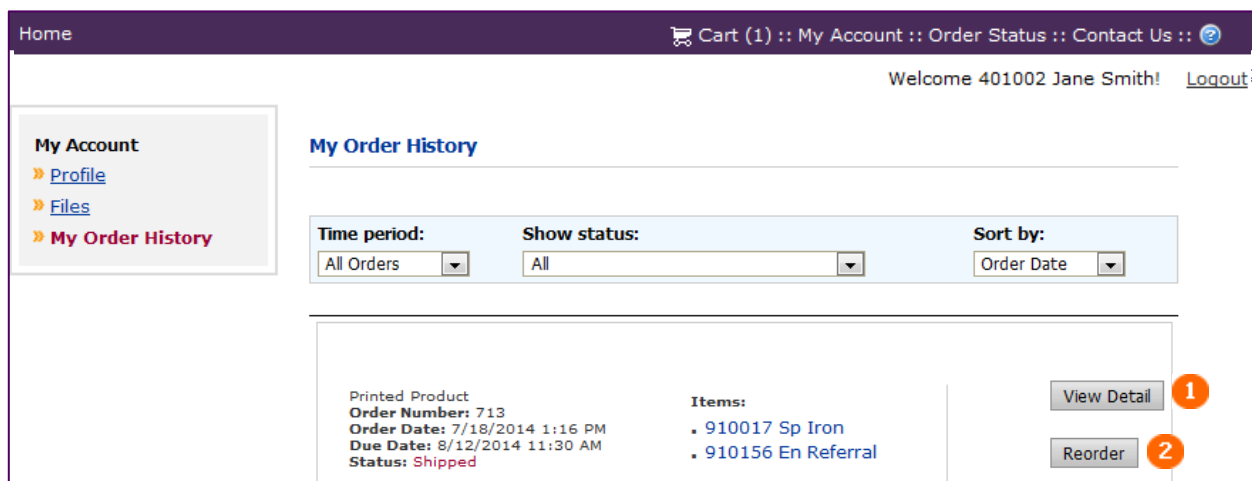 Home
Cart (1) :: My Account :: Order Status :: Contact Us :: ?
Welcome 401002 Jane Smith! Logout
My Account
» Profile
» Files
» My Order History
My Order History
Time period: Show status: Sort by:
All Orders All Order Date
Printed Product
Order Number: 713
Order Date: 7/18/2014 1:16 PM
Due Date: 8/12/2014 11:30 AM
Status: Shipped
Items:
▪ 910017 Sp Iron
▪ 910156 En Referral
View Detail 1
Reorder 2